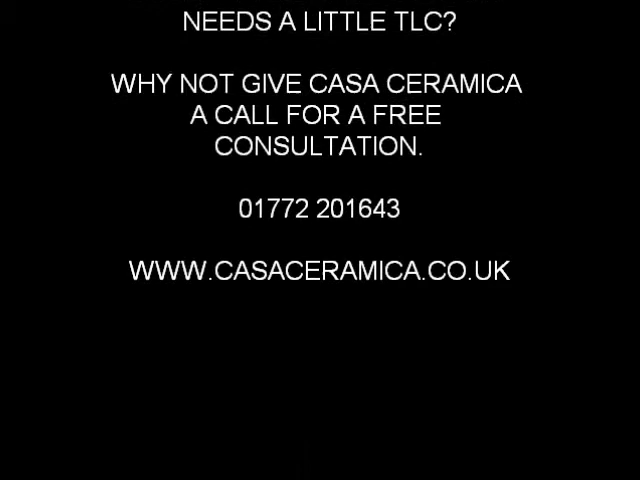 NEEDS A LITTLE TLC?
WHY NOT GIVE CASA CERAMICA
A CALL FOR A FREE
CONSULTATION.
01772 201643
WWW.CASACERAMICA.CO.UK